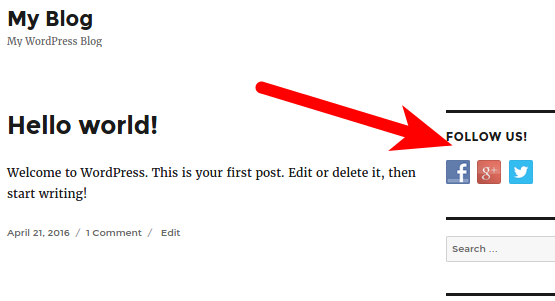 My Blog
My WordPress Blog
Hello world!
Welcome to WordPress. This is your first post. Edit or delete it, then
start writing!
April 21, 2016 / 1 Comment / Edit
FOLLOW US!
f g+
Search ...